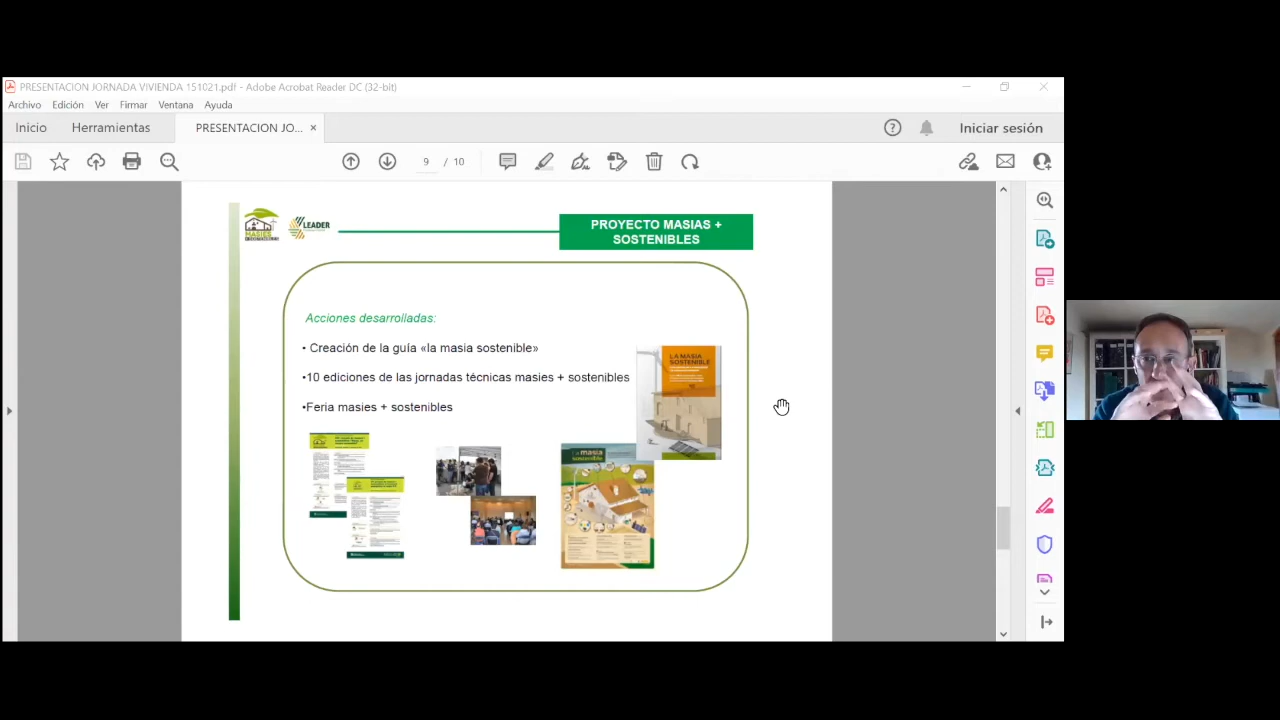 PRESENTACION JORNADA VIVIENDA 151021.pdf - Adobe Acrobat Reader DC (32-bit)
Archivo Edición Ver Firmar Ventana Ayuda
Inicio Herramientas PRESENTACION JO... × Iniciar sesión
9 / 10
LEADER
PROYECTO MASIAS +
SOSTENIBLES
Acciones desarrolladas:
• Creación de la guía «la masia sostenible»
•10 ediciones de las jornadas técnicas masies + sostenibles
•Feria masies + sostenibles
LA MASIA
SOSTENIBLE
La masia
sostenible